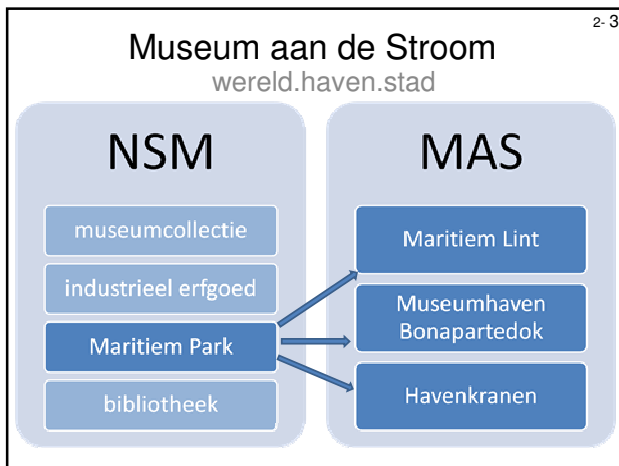 2- 3
Museum aan de Stroom
wereld.haven.stad
NSM
museumcollectie
industrieel erfgoed
Maritiem Park
bibliotheek
MAS
Maritiem Lint
Museumhaven
Bonapartedok
Havenkranen